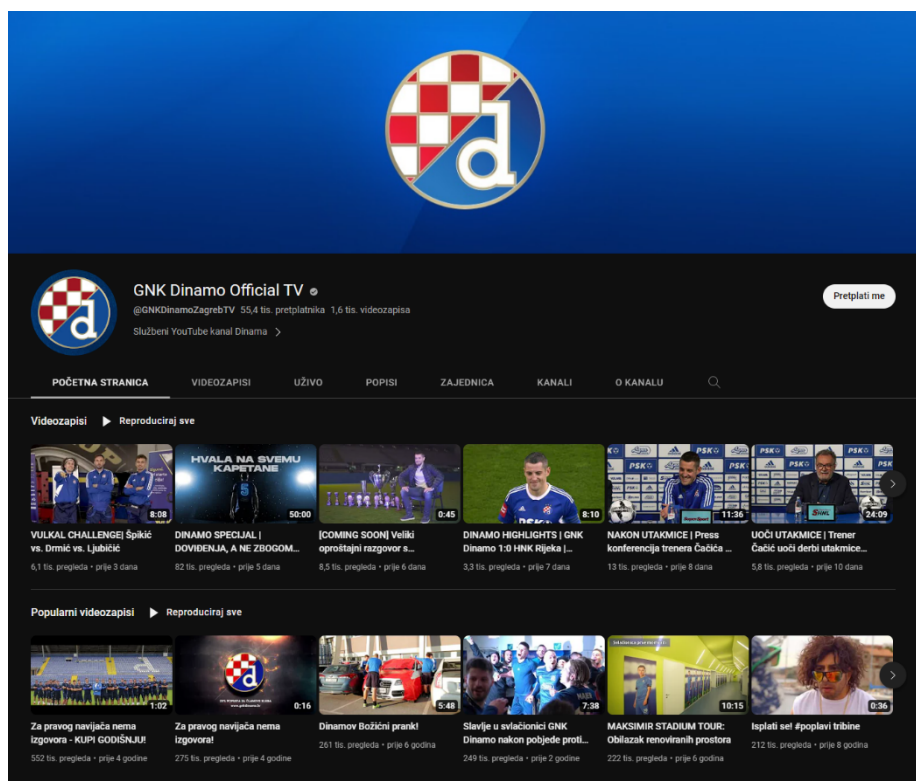 GNK Dinamo Official TV
@GNKDinamoZagrebTV 55,4 tis. pretplatnika 1,6 tis. videozapisa
Službeni YouTube kanal Dinama
Pretplati me
POČETNA STRANICA VIDEOZAPISI UŽIVO POPISI ZAJEDNICA KANALI O KANALU
Videozapisi Reproduciraj sve
HVALA NA SVEMU
KAPETANE
PSK
8:08 50:00 0:45 8:10 11:36 24:09
VULKAL CHALLENGE| Špikić
vs. Drmić vs. Ljubičić
6,1 tis. pregleda • prije 3 dana
DINAMO SPECIJAL |
DOVIĐENJA, A NE ZBOGOM...
82 tis. pregleda • prije 5 dana
[COMING SOON] Veliki
oproštajni razgovor s...
8,5 tis. pregleda • prije 6 dana
DINAMO HIGHLIGHTS | GNK
Dinamo 1:0 HNK Rijeka |...
3,3 tis. pregleda • prije 7 dana
NAKON UTAKMICE | Press
konferencija trenera Čačića ...
13 tis. pregleda • prije 8 dana
UOČI UTAKMICE | Trener
Čačić uoči derbi utakmice...
5,8 tis. pregleda • prije 10 dana
Popularni videozapisi Reproduciraj sve
1:02 0:16 5:48 7:38 10:15 0:36
Za pravog navijača nema
izgovora - KUPI GODIŠNJU!
552 tis. pregleda • prije 4 godine
Za pravog navijača nema
izgovora!
275 tis. pregleda • prije 4 godine
Dinamov Božićni prank!
261 tis. pregleda • prije 6 godina
Slavlje u svlačionici GNK
Dinamo nakon pobjede proti...
249 tis. pregleda • prije 2 godine
MAKSIMIR STADIUM TOUR:
Obilazak renoviranih prostora
222 tis. pregleda • prije 6 godina
Isplati se! #poplavi tribine
212 tis. pregleda • prije 8 godina